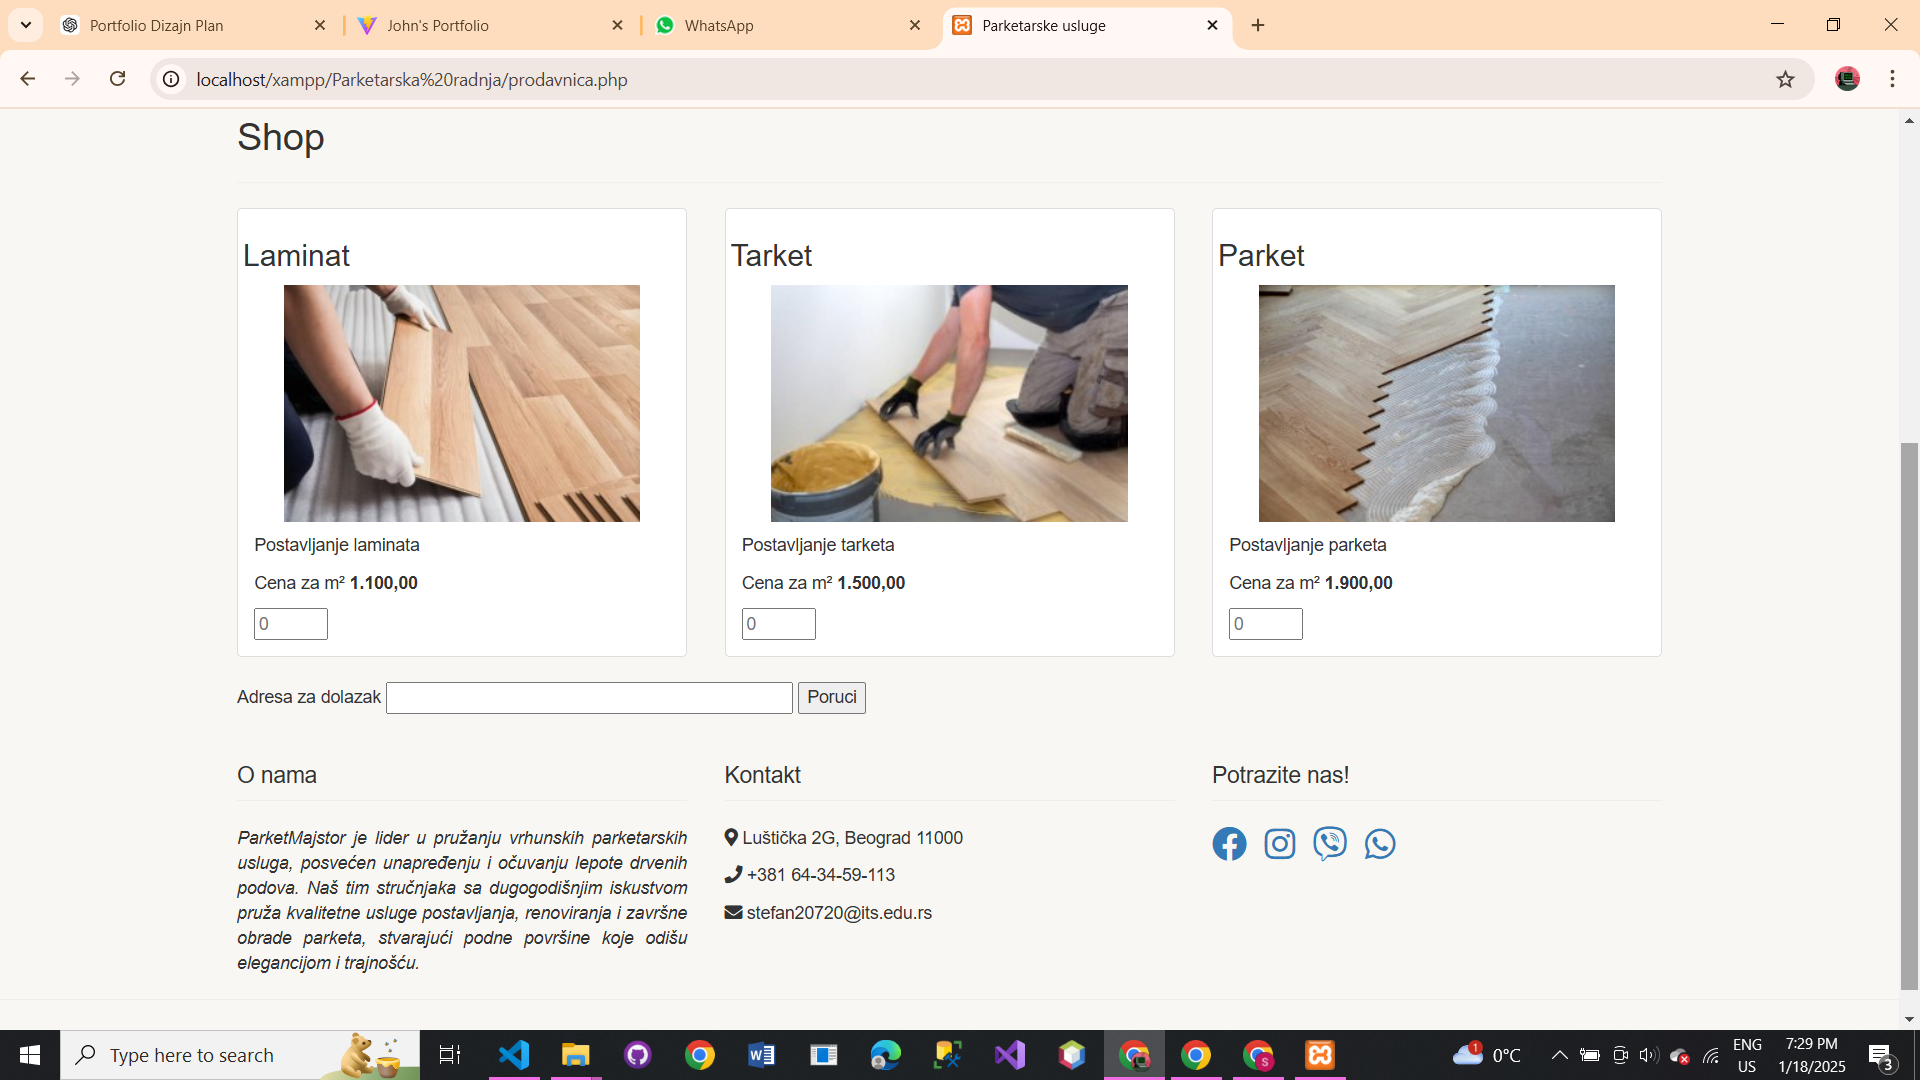 Portfolio Dizajn Plan
John's Portfolio
WhatsApp
Parketarske usluge
localhost/xampp/Parketarska%20radnja/prodavnica.php
Shop
Laminat
Postavljanje laminata
Cena za m² 1.100,00
0
Tarket
Postavljanje tarketa
Cena za m² 1.500,00
0
Parket
Postavljanje parketa
Cena za m² 1.900,00
0
Adresa za dolazak
Poruci
O nama
ParketMajstor je lider u pružanju vrhunskih parketarskih
usluga, posvećen unapređenju i očuvanju lepote drvenih
podova. Naš tim stručnjaka sa dugogodišnjim iskustvom
pruža kvalitetne usluge postavljanja, renoviranja i završne
obrade parketa, stvarajući podne površine koje odišu
elegancijom i trajnošću.
Kontakt
Luštička 2G, Beograd 11000
+381 64-34-59-113
stefan20720@its.edu.rs
Potrazite nas!
Type here to search
1
0°C
ENG
US
7:29 PM
1/18/2025
3